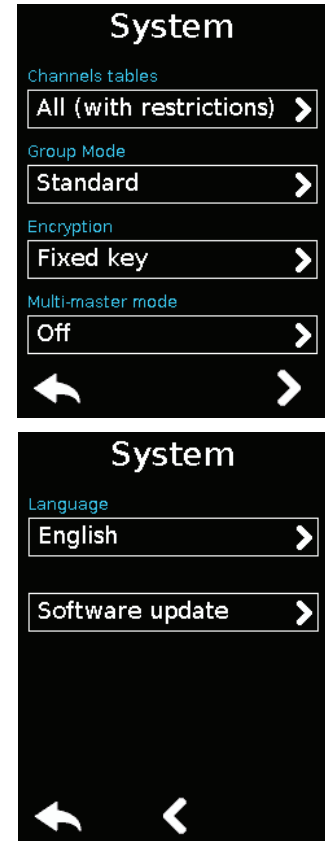 System
Channels tables
All (with restrictions)
Group Mode
Standard
Encryption
Fixed key
Multi-master mode
Off
System
Language
English
Software update